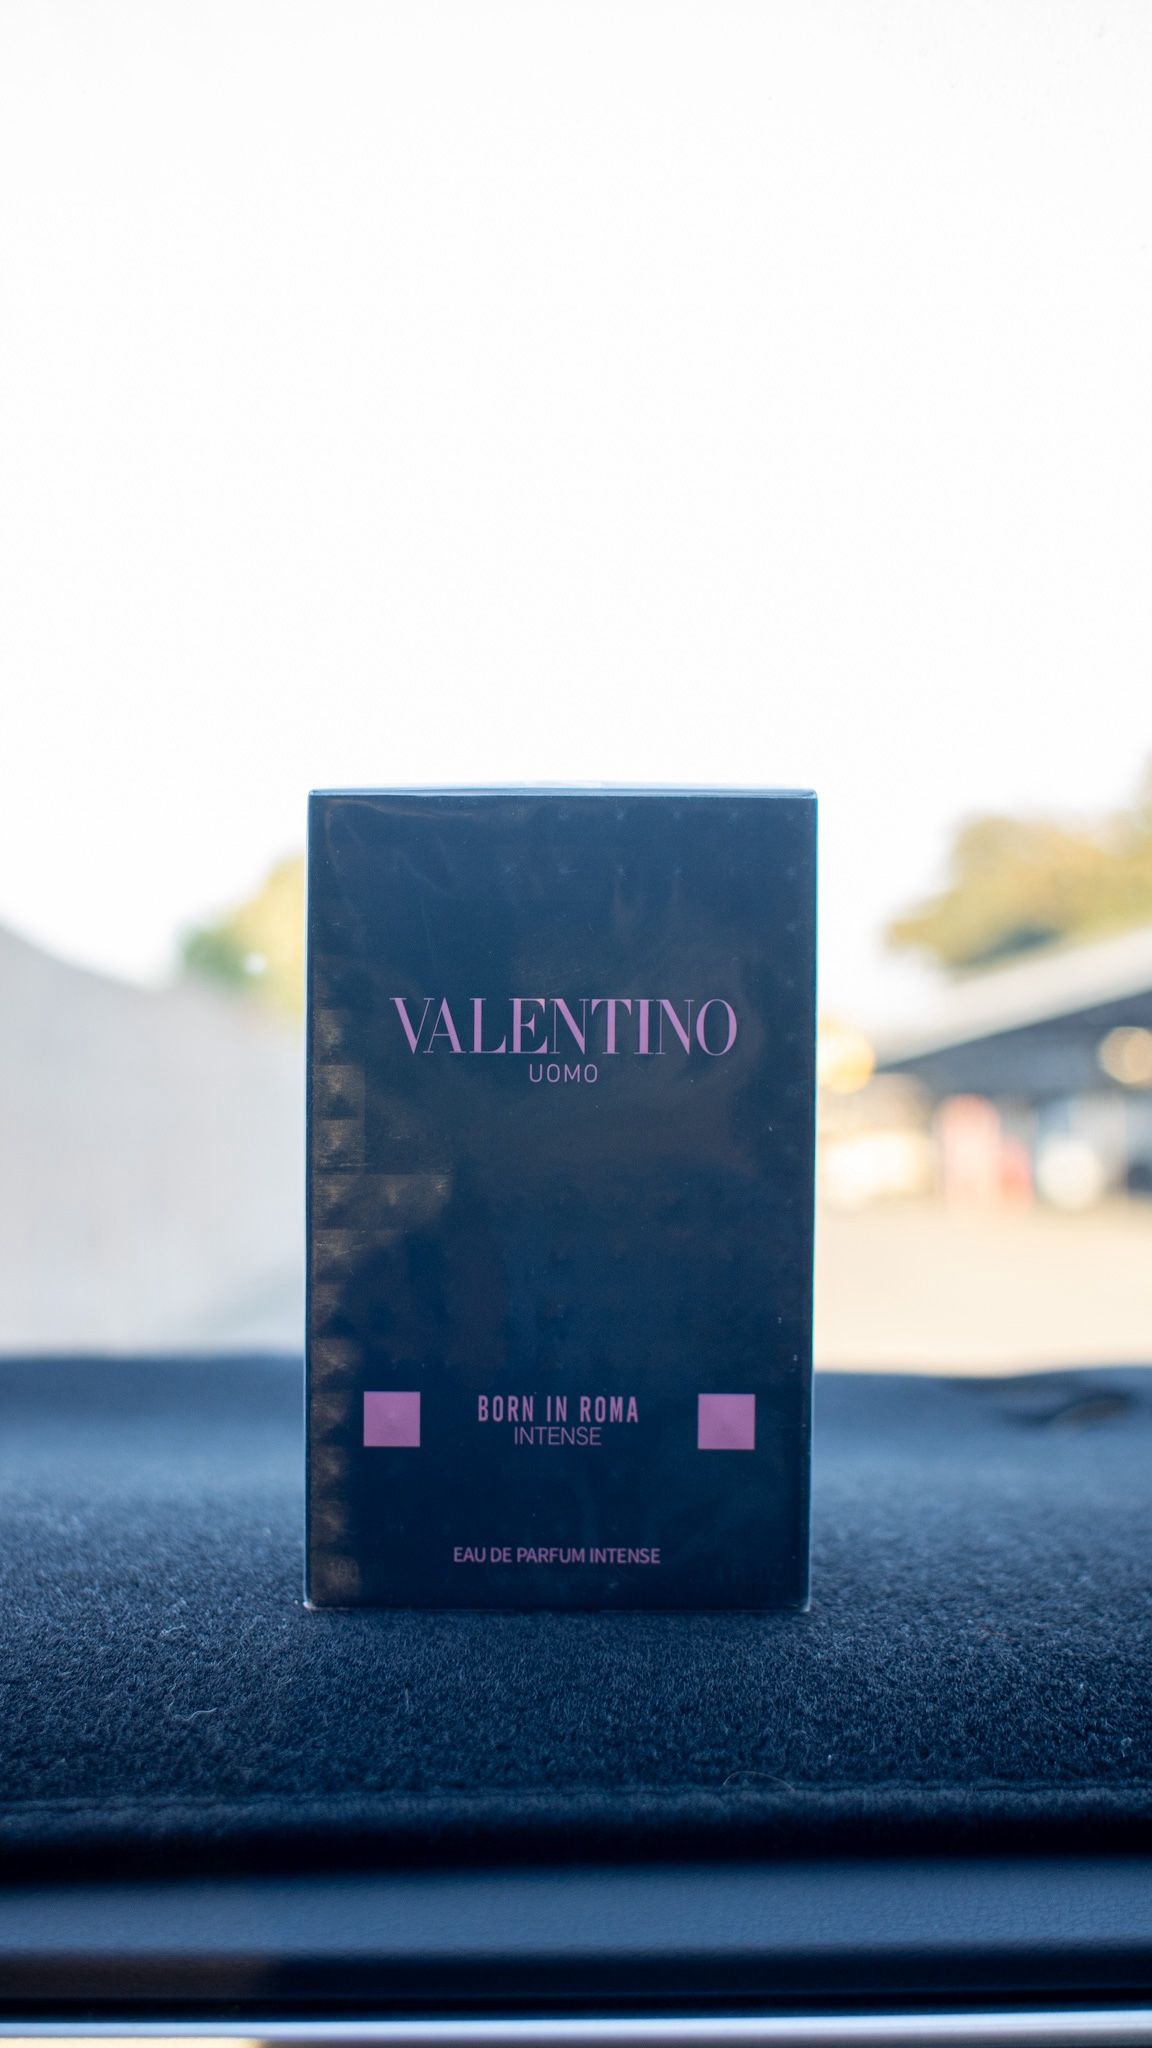 VALENTINO
UOMO
BORN IN ROMA
INTENSE
EAU DE PARFUM INTENSE